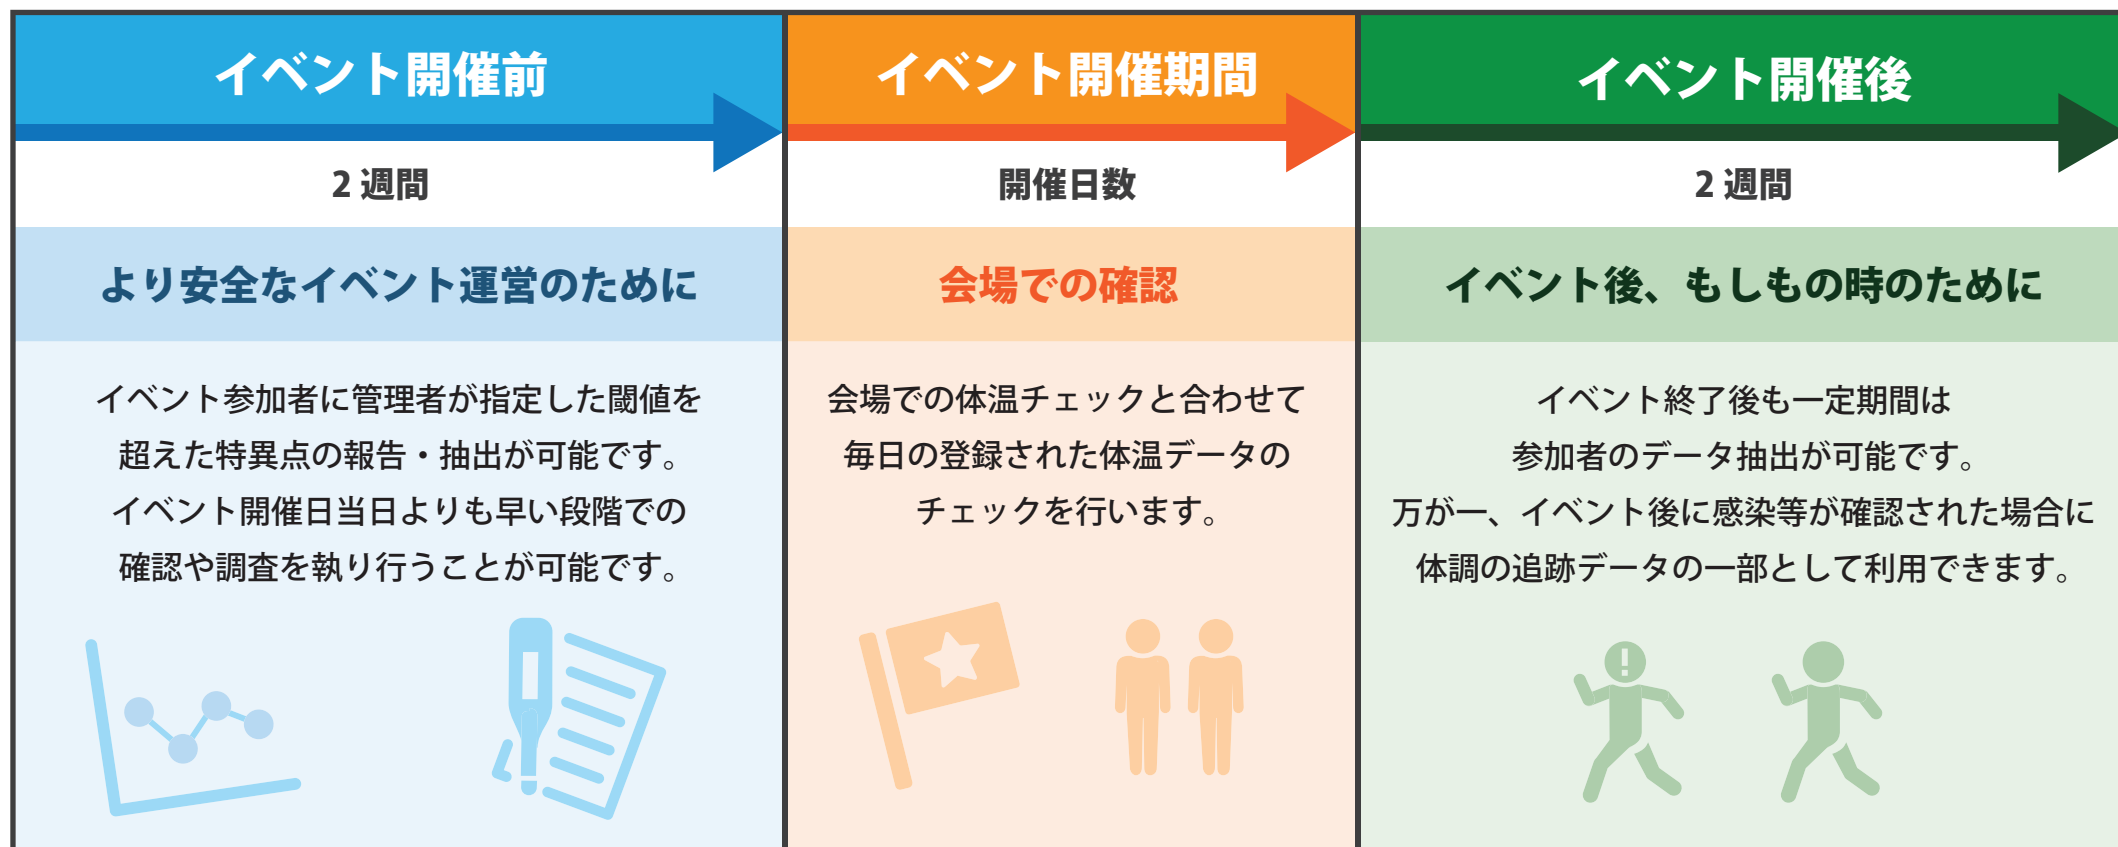 イベント開催前
2 週間
より安全なイベント運営のために
イベント参加者に管理者が指定した閾値を
超えた特異点の報告・抽出が可能です。
イベント開催日当日よりも早い段階での
確認や調査を執り行うことが可能です。
イベント開催期間
開催日数
会場での確認
会場での体温チェックと合わせて
毎日の登録された体温データの
チェックを行います。
イベント開催後
2 週間
イベント後、もしもの時のために
イベント終了後も一定期間は
参加者のデータ抽出が可能です。
万が一、イベント後に感染等が確認された場合に
体調の追跡データの一部として利用できます。